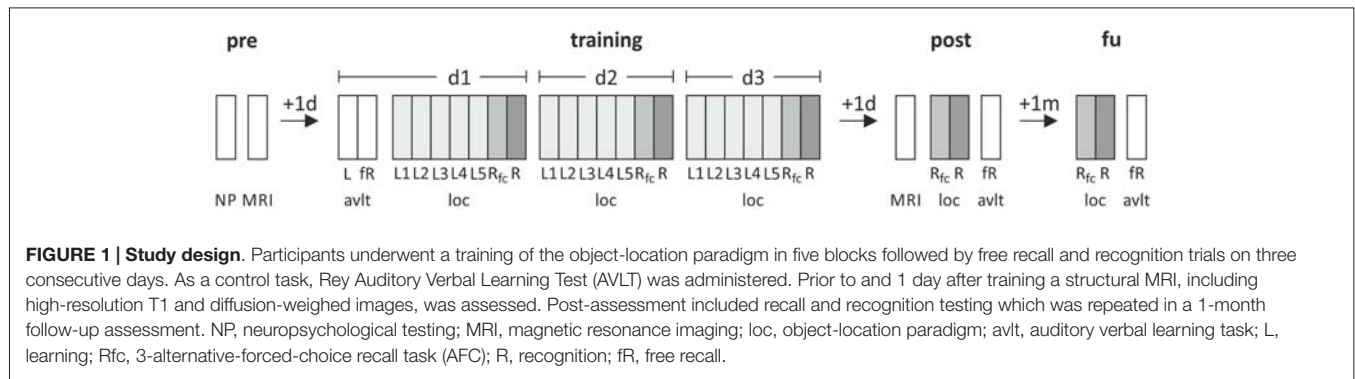 pre training post fu
d1 d2 d3
+1d +1d +1m
L fR L1 L2 L3 L4 L5 Rfc R L1 L2 L3 L4 L5 Rfc R L1 L2 L3 L4 L5 Rfc R Rfc R fR Rfc R fR
NP MRI avlt loc loc loc MRI loc avlt loc avlt
FIGURE 1 | Study design. Participants underwent a training of the object-location paradigm in five blocks followed by free recall and recognition trials on three
consecutive days. As a control task, Rey Auditory Verbal Learning Test (AVLT) was administered. Prior to and 1 day after training a structural MRI, including
high-resolution T1 and diffusion-weighed images, was assessed. Post-assessment included recall and recognition testing which was repeated in a 1-month
follow-up assessment. NP, neuropsychological testing; MRI, magnetic resonance imaging; loc, object-location paradigm; avlt, auditory verbal learning task; L,
learning; Rfc, 3-alternative-forced-choice recall task (AFC); R, recognition; fR, free recall.